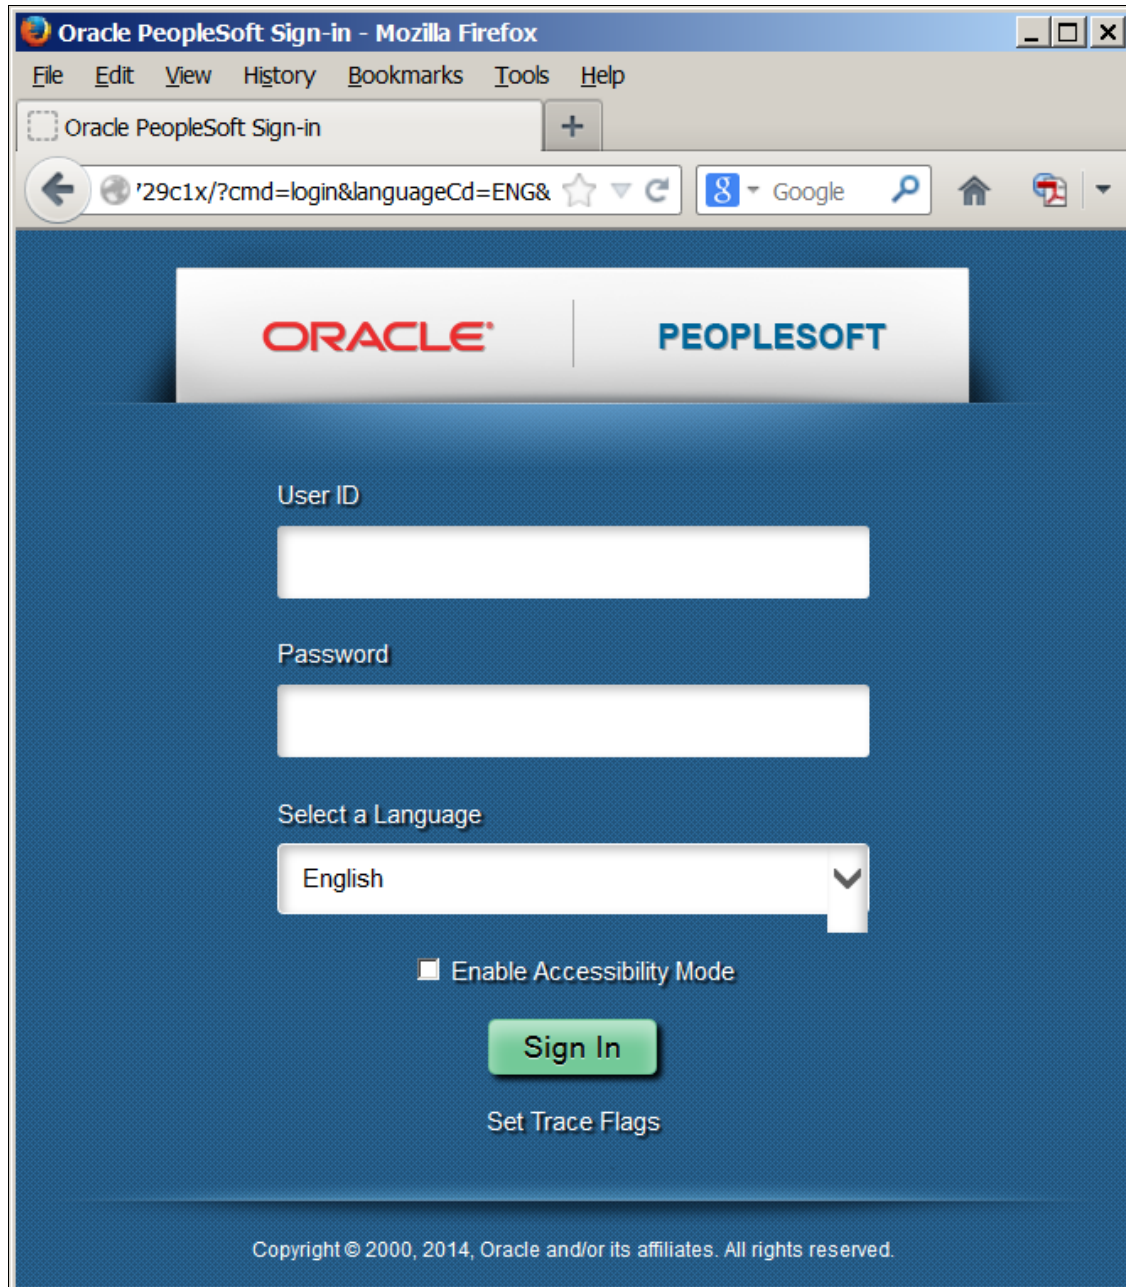 Oracle PeopleSoft Sign-in - Mozilla Firefox
File Edit View History Bookmarks Tools Help
Oracle PeopleSoft Sign-in
'29c1x/?cmd=login&languageCd=ENG& Google
ORACLE PEOPLESOFT
User ID
Password
Select a Language
English
Enable Accessibility Mode
Sign In
Set Trace Flags
Copyright © 2000, 2014, Oracle and/or its affiliates. All rights reserved.